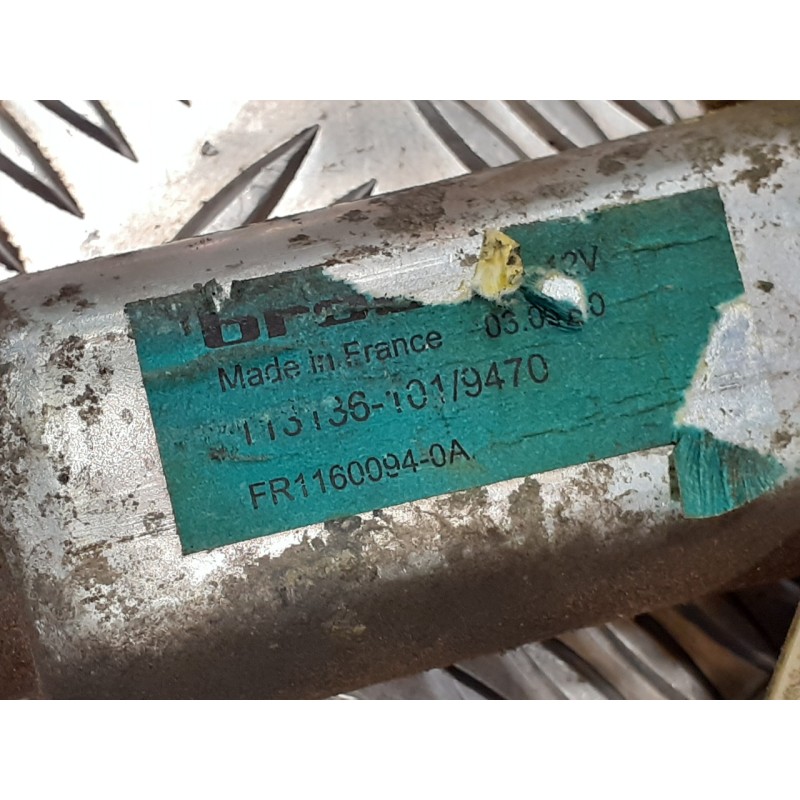 12V
Made in France
113136-101/9470
FR1160094-0A